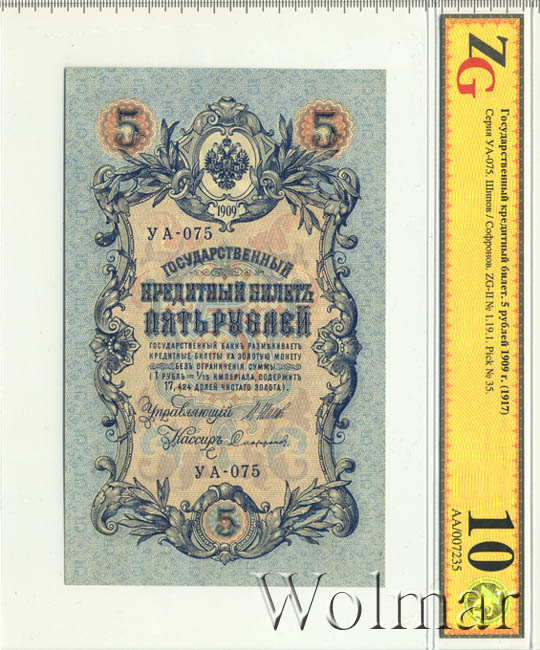 5
5
1909
УА-075
ГОСУДАРСТВЕННЫЙ
КРЕДИТНЫЙ БИЛЕТЪ
ПЯТЬ РУБЛЕЙ
ГОСУДАРСТВЕННЫЙ БАНКЪ РАЗМѢНИВАЕТЪ
КРЕДИТНЫЕ БИЛЕТЫ НА ЗОЛОТУЮ МОНЕТУ
БЕЗЪ ОГРАНИЧЕНІЯ СУММЫ
(1 РУБЛЬ = 1/15 ИМПЕРІАЛА, СОДЕРЖИТЪ
17,424 ДОЛЕЙ ЧИСТАГО ЗОЛОТА).
Управляющій
Кассиръ
УА-075
5
ZG
Государственный кредитный билет. 5 рублей 1909 г. (1917)
Серия УА-075. Шипов / Софронов. ZG-II № 1.19.1. Pick № 35.
10
AA/007235
Wolmar